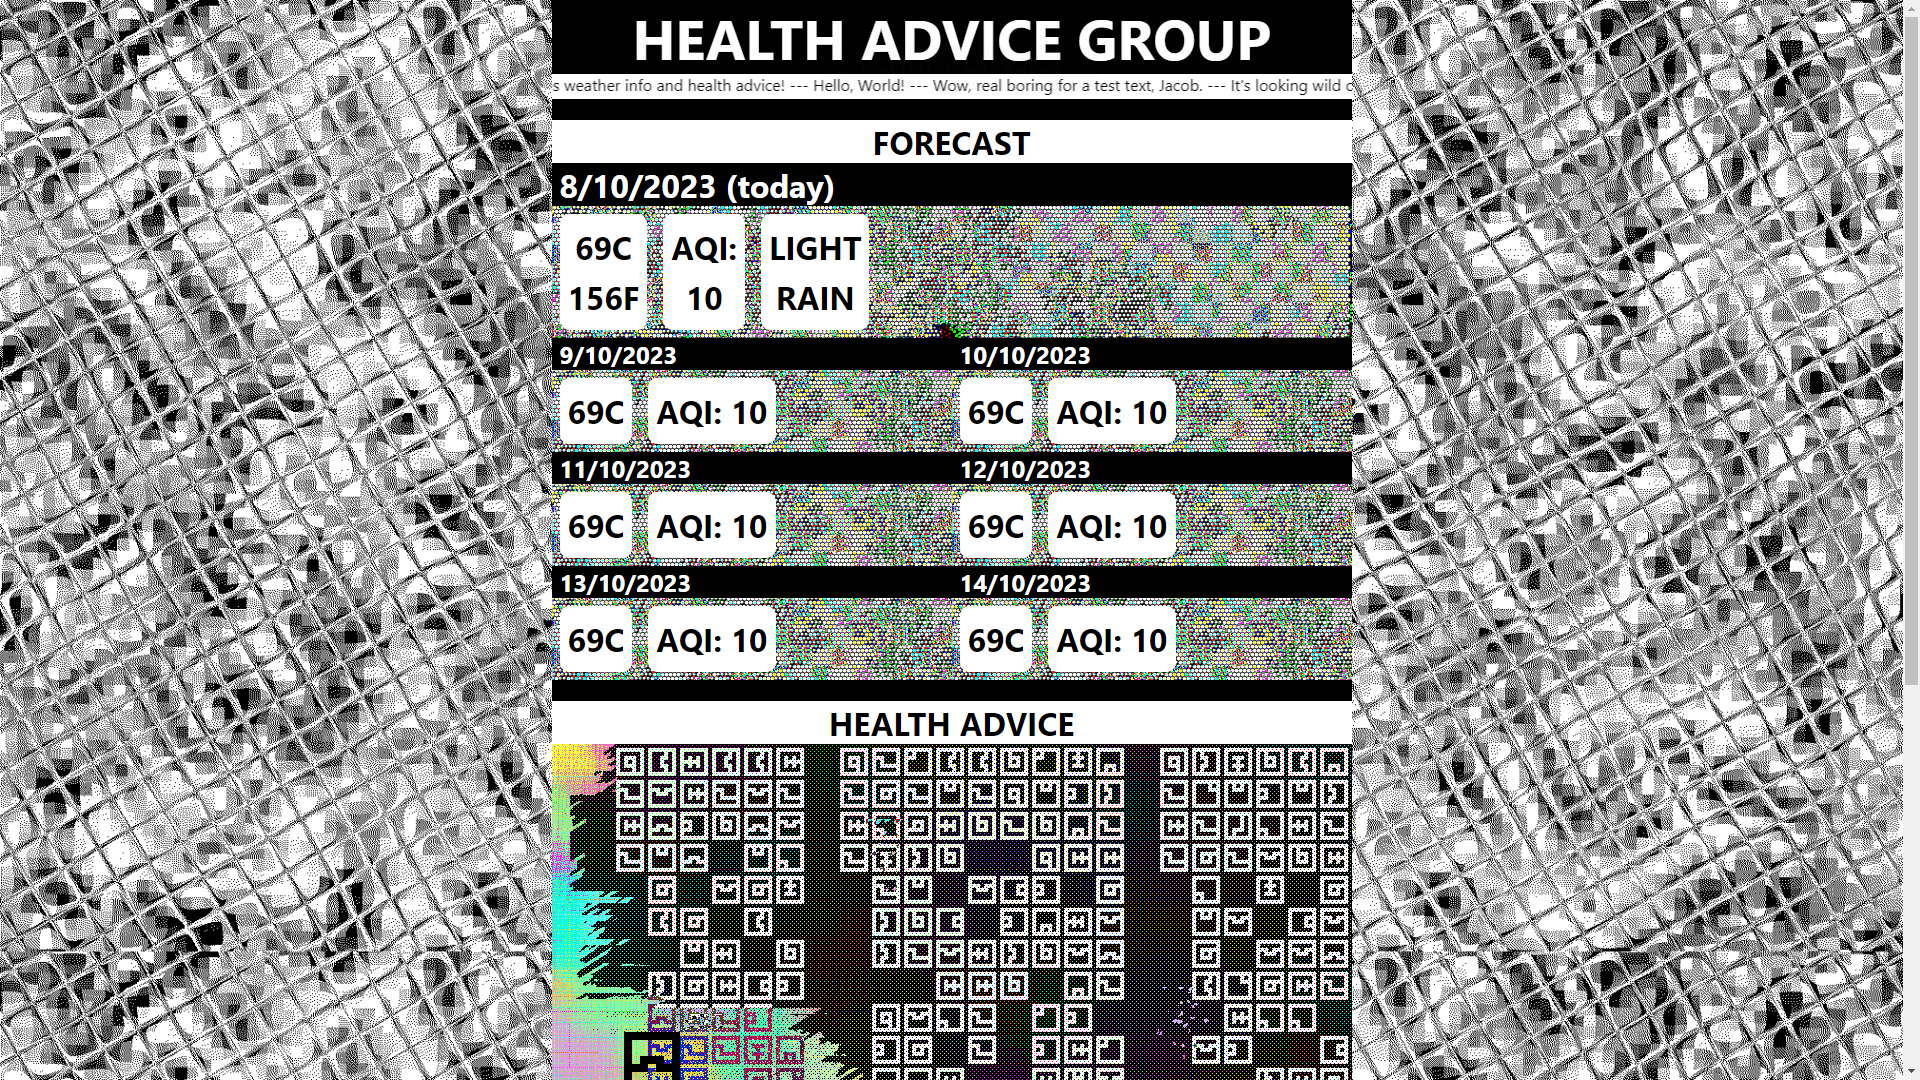 HEALTH ADVICE GROUP
s weather info and health advice! --- Hello, World! --- Wow, real boring for a test text, Jacob. --- It's looking wild
FORECAST
8/10/2023 (today)
69C
156F
AQI:
10
LIGHT
RAIN
9/10/2023
69C
AQI: 10
10/10/2023
69C
AQI: 10
11/10/2023
69C
AQI: 10
12/10/2023
69C
AQI: 10
13/10/2023
69C
AQI: 10
14/10/2023
69C
AQI: 10
HEALTH ADVICE